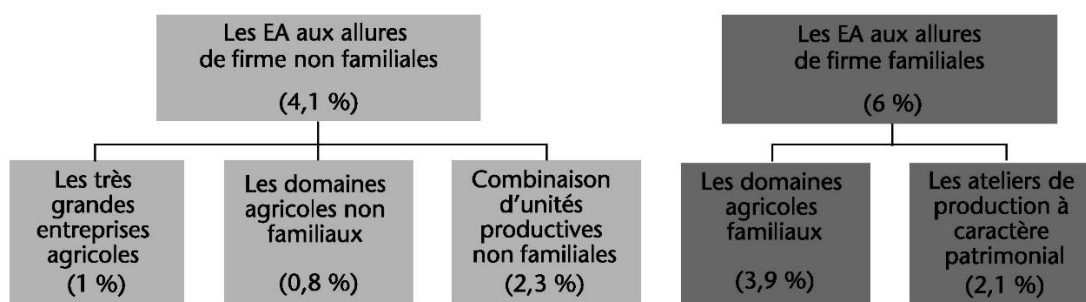 Les EA aux allures
de firme non familiales
(4,1 %)
Les EA aux allures
de firme familiales
(6 %)
Les très
grandes
entreprises
agricoles
(1 %)
Les domaines
agricoles non
familiaux
(0,8 %)
Combinaison
d'unités
productives
non familiales
(2,3 %)
Les domaines
agricoles
familiaux
(3,9 %)
Les ateliers de
production à
caractère
patrimonial
(2,1 %)